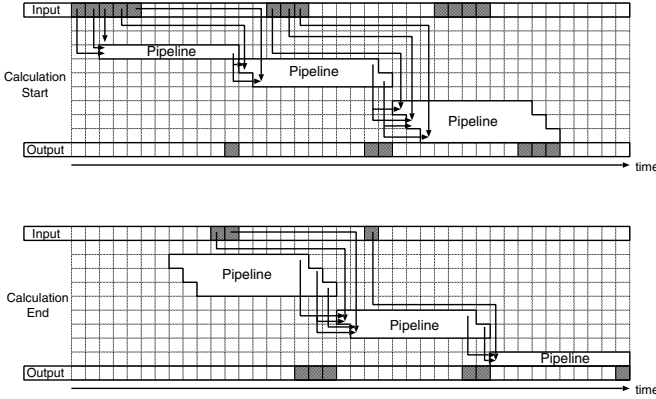 Input
Pipeline
Calculation
Start
Pipeline
Pipeline
Output
time
Input
Pipeline
Calculation
End
Pipeline
Pipeline
Output
time